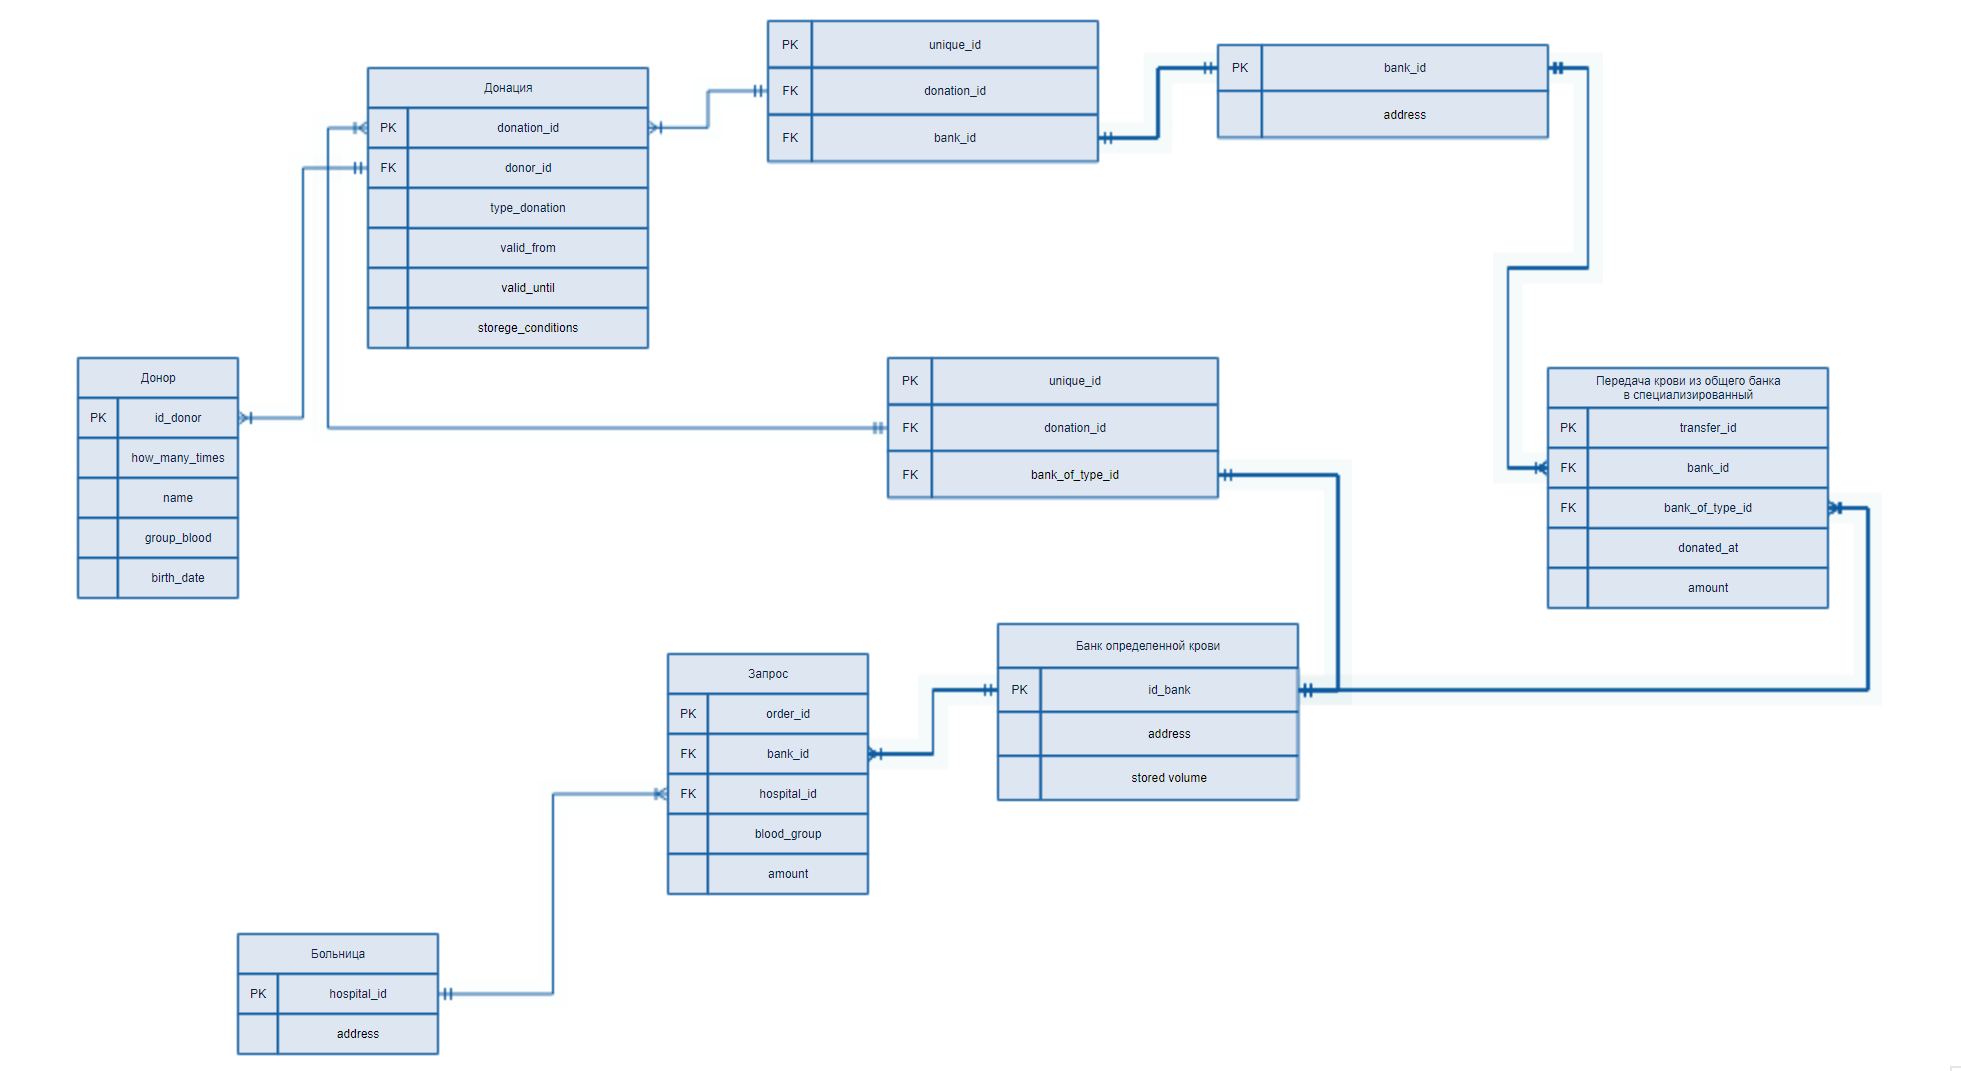 PK unique_id
FK donation_id
FK bank_id
PK bank_id
address
Донация
PK donation_id
FK donor_id
type_donation
valid_from
valid_until
storege_conditions
Донор
PK id_donor
how_many_times
name
group_blood
birth_date
PK unique_id
FK donation_id
FK bank_of_type_id
Передача крови из общего банка
в специализированный
PK transfer_id
FK bank_id
FK bank_of_type_id
donated_at
amount
Банк определенной крови
PK id_bank
address
stored volume
Запрос
PK order_id
FK bank_id
FK hospital_id
blood_group
amount
Больница
PK hospital_id
address